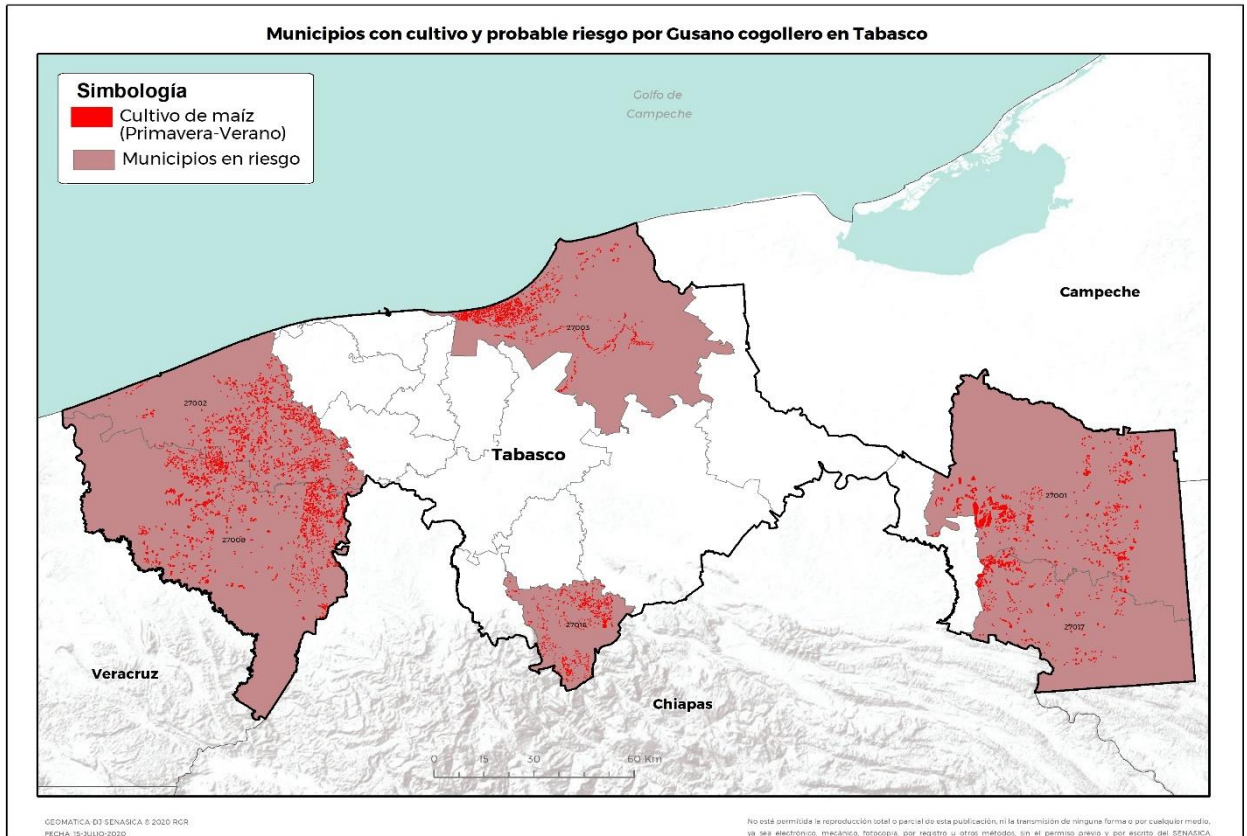 Municipios con cultivo y probable riesgo por Gusano cogollero en Tabasco
Simbología
Cultivo de maíz
(Primavera-Verano)
Municipios en riesgo
Golfo de
Campeche
Campeche
27003
27002
Tabasco
27001
27008
27016
27017
Veracruz
Chiapas
0 15 30 60 Km
GEOMATICA-DJ-SENASICA © 2020 RGR
FECHA: 15-JULIO-2020
No está permitida la reproducción total o parcial de esta publicación, ni la transmisión de ninguna forma o por cualquier medio,
ya sea electrónico, mecánico, fotocopia, por registro u otros métodos, sin el permiso previo y por escrito del SENASICA.